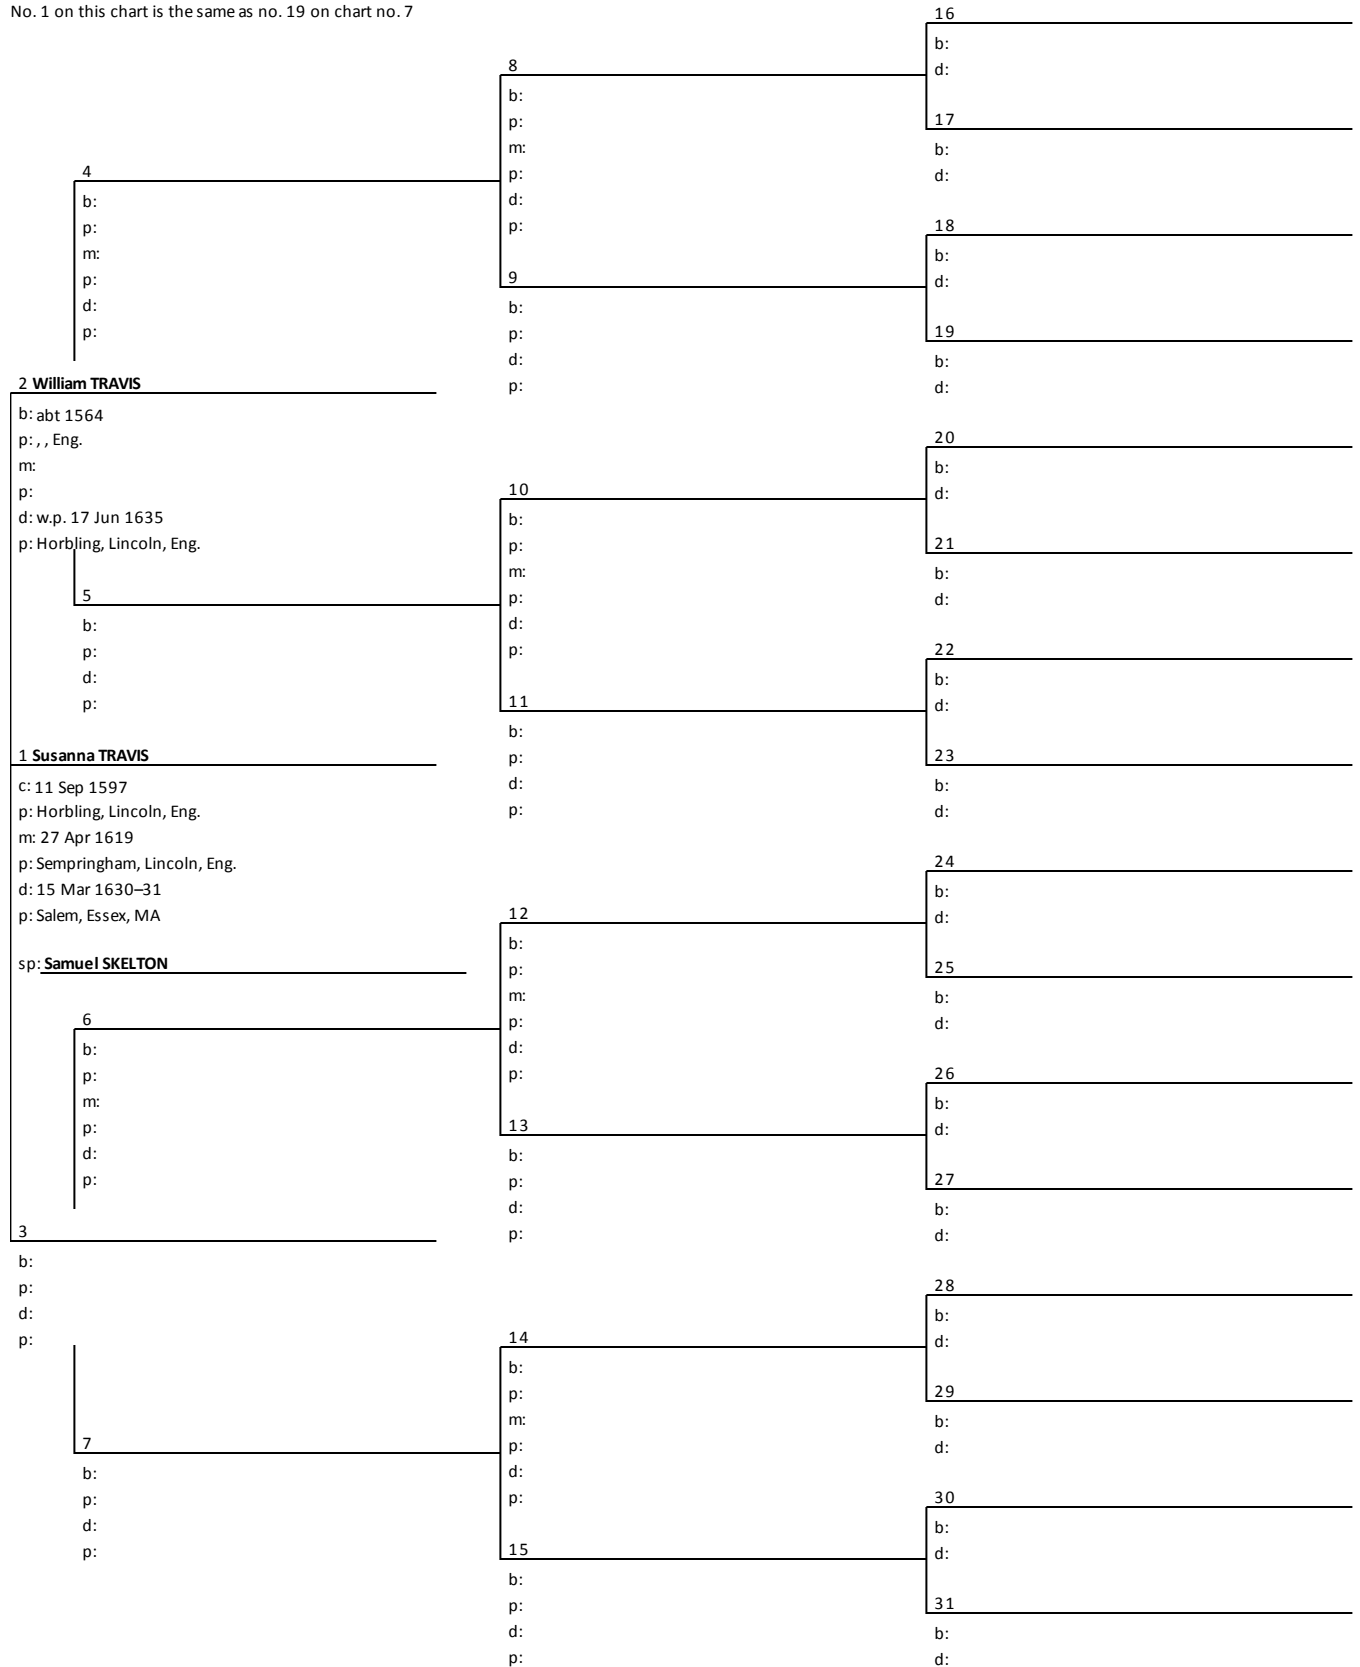 No. 1 on this chart is the same as no. 19 on chart no. 7
16
b:
d:
8
b:
p:
m:
p:
d:
p:
17
b:
d:
4
b:
p:
m:
p:
d:
p:
18
b:
d:
9
b:
p:
d:
p:
19
b:
d:
2 William TRAVIS
b: abt 1564
p: , , Eng.
m:
p:
d: w.p. 17 Jun 1635
p: Horbling, Lincoln, Eng.
20
b:
d:
10
b:
p:
m:
p:
d:
p:
21
b:
d:
5
b:
p:
d:
p:
22
b:
d:
11
b:
p:
d:
p:
23
b:
d:
1 Susanna TRAVIS
c: 11 Sep 1597
p: Horbling, Lincoln, Eng.
m: 27 Apr 1619
p: Sempringham, Lincoln, Eng.
d: 15 Mar 1630–31
p: Salem, Essex, MA
sp: Samuel SKELTON
24
b:
d:
12
b:
p:
m:
p:
d:
p:
25
b:
d:
6
b:
p:
m:
p:
d:
p:
26
b:
d:
13
b:
p:
d:
p:
27
b:
d:
3
b:
p:
d:
p:
28
b:
d:
14
b:
p:
m:
p:
d:
p:
29
b:
d:
7
b:
p:
d:
p:
30
b:
d:
15
b:
p:
d:
p:
31
b:
d: